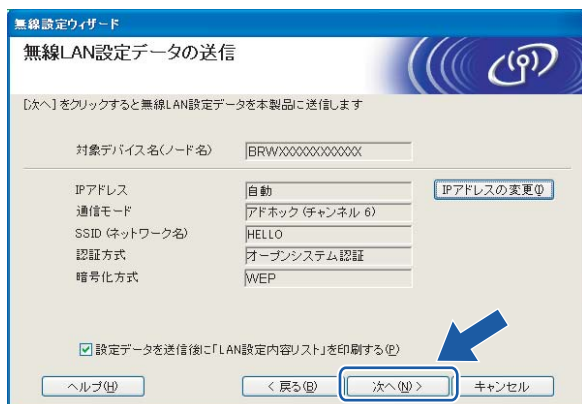 無線設定ウィザード
無線LAN設定データの送信
[次へ]をクリックすると無線LAN設定データを本製品に送信します
対象デバイス名(ノード名) BRWXXXXXXXXXXXX
IPアドレス 自動 IPアドレスの変更(I)
通信モード アドホック (チャンネル 6)
SSID (ネットワーク名) HELLO
認証方式 オープンシステム認証
暗号化方式 WEP
設定データを送信後に「LAN設定内容リスト」を印刷する(P)
ヘルプ(H) < 戻る(B) 次へ(N) > キャンセル